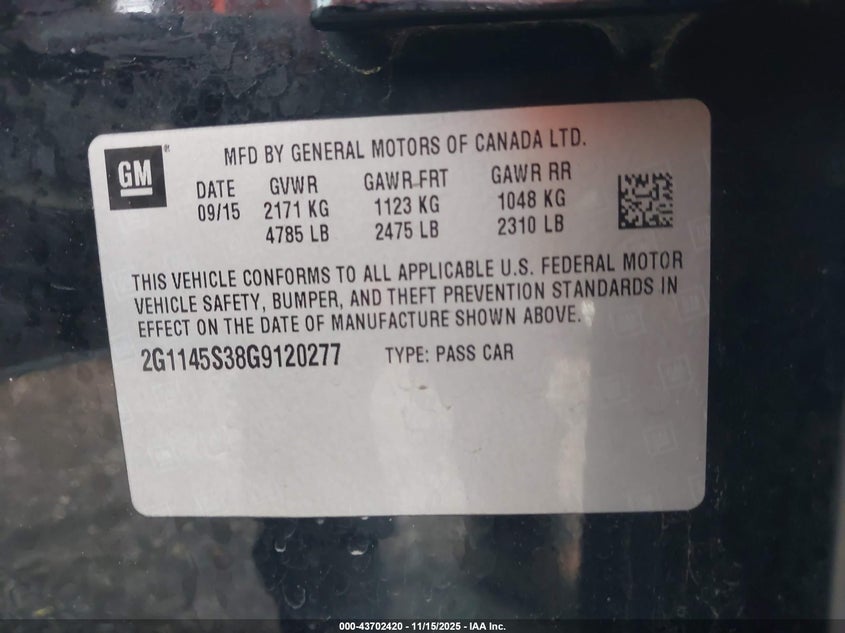 GM
MFD BY GENERAL MOTORS OF CANADA LTD.
DATE GVWR GAWR FRT GAWR RR
09/15 2171 KG 1123 KG 1048 KG
4785 LB 2475 LB 2310 LB
THIS VEHICLE CONFORMS TO ALL APPLICABLE U.S. FEDERAL MOTOR
VEHICLE SAFETY, BUMPER, AND THEFT PREVENTION STANDARDS IN
EFFECT ON THE DATE OF MANUFACTURE SHOWN ABOVE.
2G1145S38G9120277 TYPE: PASS CAR
000-43702420 - 11/15/2025 - IAA Inc.